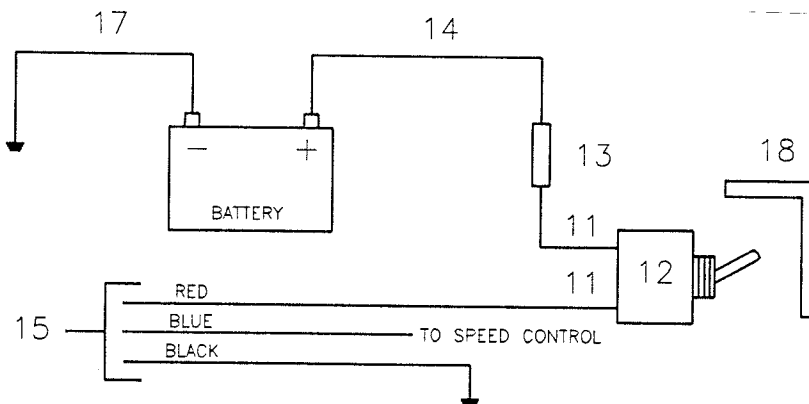 17
14
− +
13
18
BATTERY
11
12
11
RED
15
BLUE
TO SPEED CONTROL
BLACK